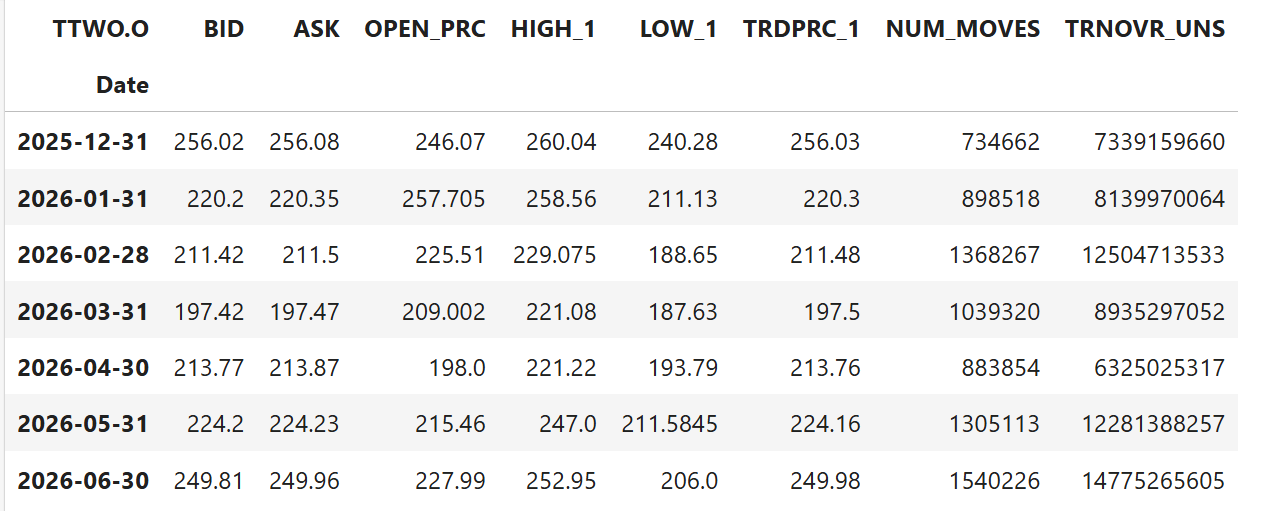 TTWO.O BID ASK OPEN_PRC HIGH_1 LOW_1 TRDPRC_1 NUM_MOVES TRNOVR_UNS
Date
2025-12-31 256.02 256.08 246.07 260.04 240.28 256.03 734662 7339159660
2026-01-31 220.2 220.35 257.705 258.56 211.13 220.3 898518 8139970064
2026-02-28 211.42 211.5 225.51 229.075 188.65 211.48 1368267 12504713533
2026-03-31 197.42 197.47 209.002 221.08 187.63 197.5 1039320 8935297052
2026-04-30 213.77 213.87 198.0 221.22 193.79 213.76 883854 6325025317
2026-05-31 224.2 224.23 215.46 247.0 211.5845 224.16 1305113 12281388257
2026-06-30 249.81 249.96 227.99 252.95 206.0 249.98 1540226 14775265605